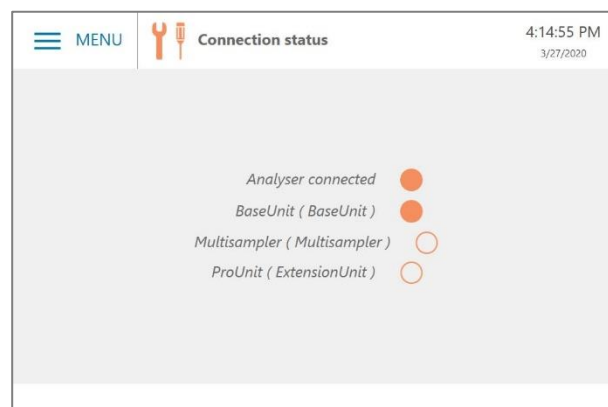 MENU
Connection status
4:14:55 PM
3/27/2020
Analyser connected
BaseUnit ( BaseUnit )
Multisampler ( Multisampler )
ProUnit ( ExtensionUnit )